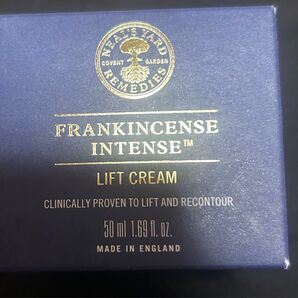 NEAL'S YARD
COVENT GARDEN
REMEDIES
FRANKINCENSE
INTENSE™
LIFT CREAM
CLINICALLY PROVEN TO LIFT AND RECONTOUR
50 ml 1.69 fl. oz.
MADE IN ENGLAND